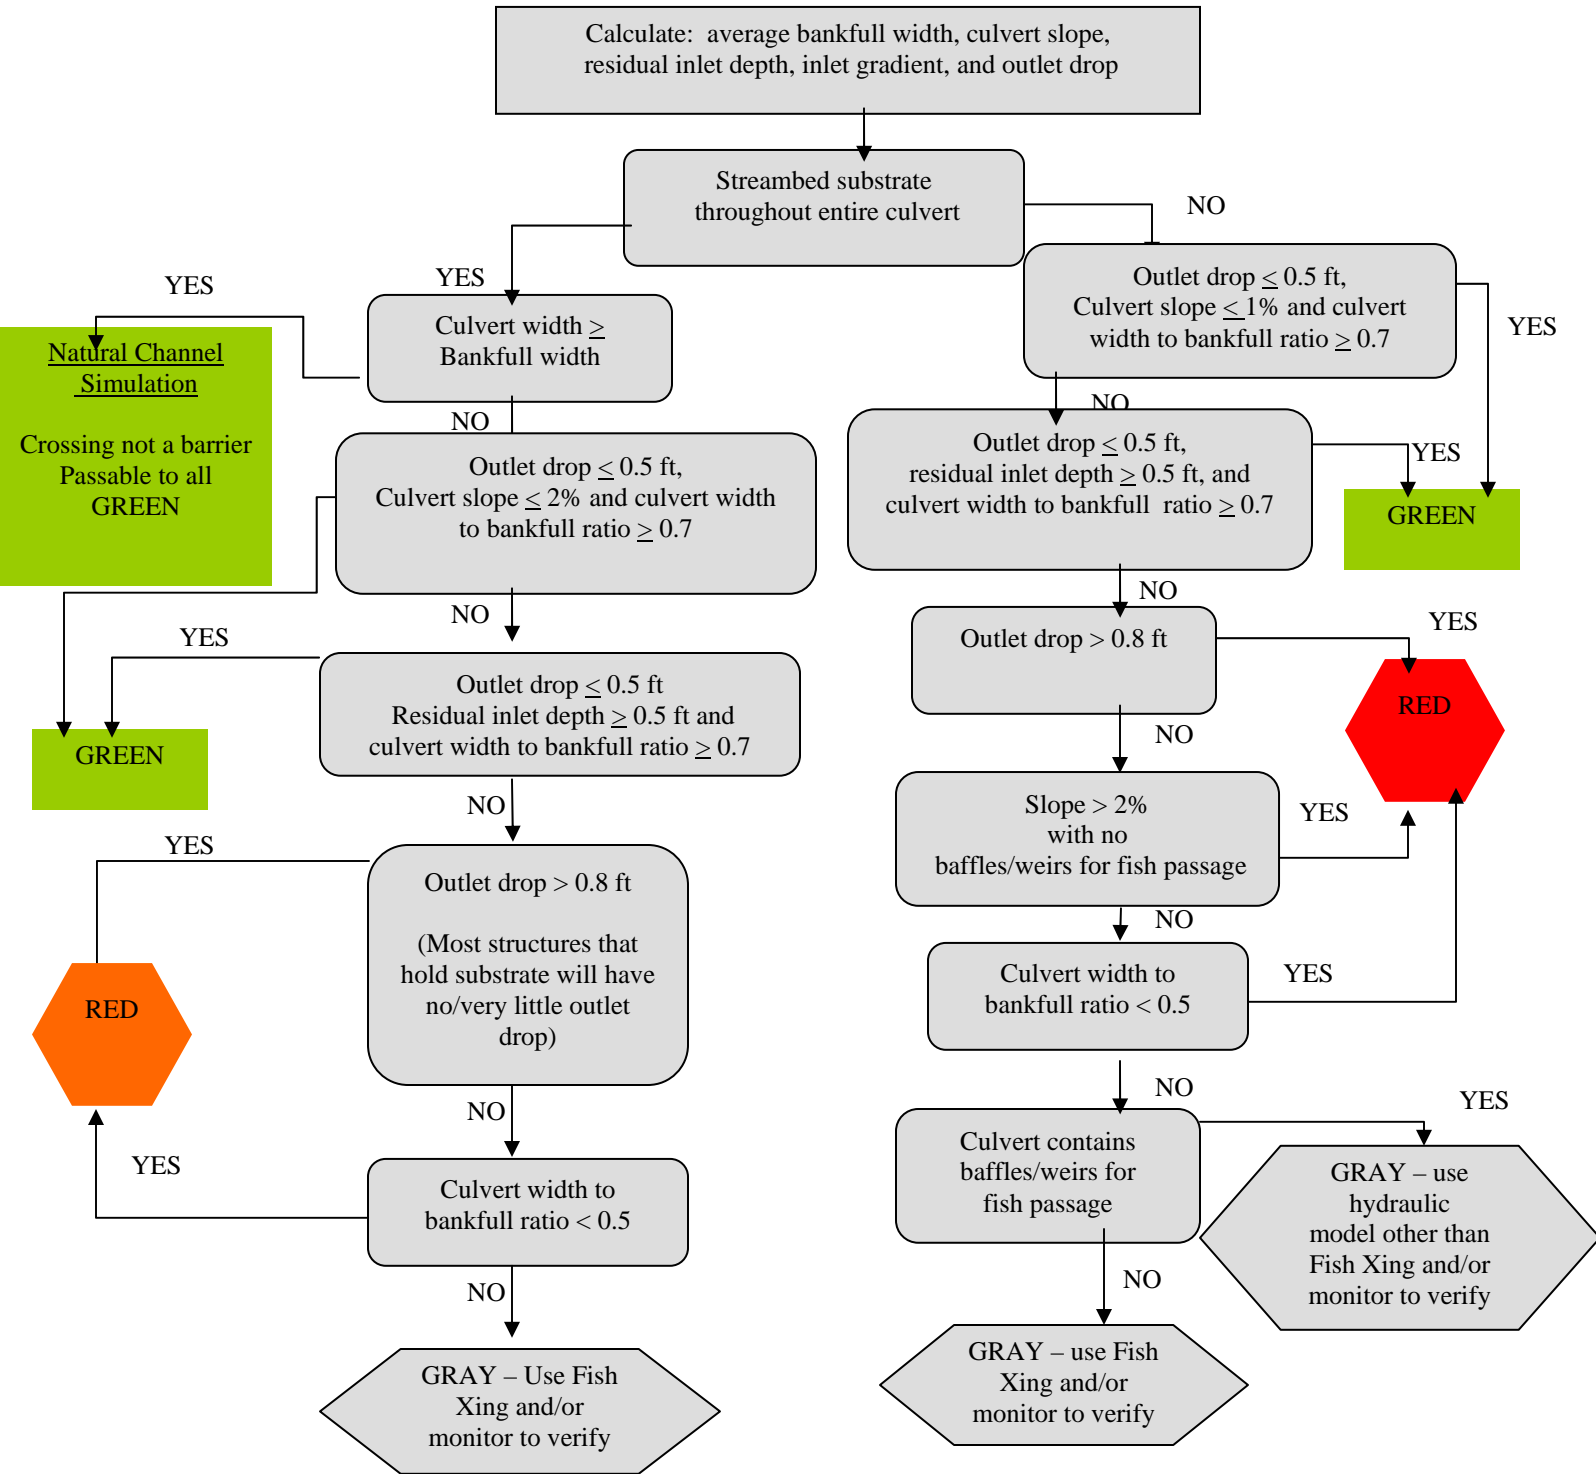 Calculate: average bankfull width, culvert slope,
residual inlet depth, inlet gradient, and outlet drop
Streambed substrate
throughout entire culvert
NO
YES
YES
Culvert width ≥
Bankfull width
Natural Channel
Simulation
Crossing not a barrier
Passable to all
GREEN
Outlet drop ≤ 0.5 ft,
Culvert slope ≤ 1% and culvert
width to bankfull ratio ≥ 0.7
YES
NO
NO
Outlet drop ≤ 0.5 ft,
Culvert slope ≤ 2% and culvert width
to bankfull ratio ≥ 0.7
Outlet drop ≤ 0.5 ft,
residual inlet depth ≥ 0.5 ft, and
culvert width to bankfull ratio ≥ 0.7
YES
GREEN
NO
NO
YES
Outlet drop ≤ 0.5 ft
Residual inlet depth ≥ 0.5 ft and
culvert width to bankfull ratio ≥ 0.7
GREEN
Outlet drop > 0.8 ft
YES
RED
NO
NO
YES
Outlet drop > 0.8 ft
(Most structures that
hold substrate will have
no/very little outlet
drop)
RED
Slope > 2%
with no
baffles/weirs for fish passage
YES
NO
Culvert width to
bankfull ratio < 0.5
YES
NO
NO
YES
Culvert width to
bankfull ratio < 0.5
Culvert contains
baffles/weirs for
fish passage
YES
GRAY – use
hydraulic
model other than
Fish Xing and/or
monitor to verify
NO
NO
GRAY – Use Fish
Xing and/or
monitor to verify
GRAY – use Fish
Xing and/or
monitor to verify